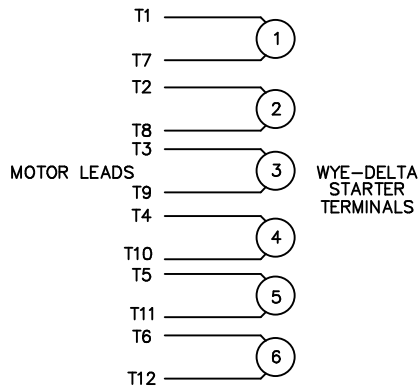 T1
1
T7
T2
2
T8
T3
MOTOR LEADS
3
WYE-DELTA
STARTER
TERMINALS
T9
T4
4
T10
T5
5
T11
T6
6
T12